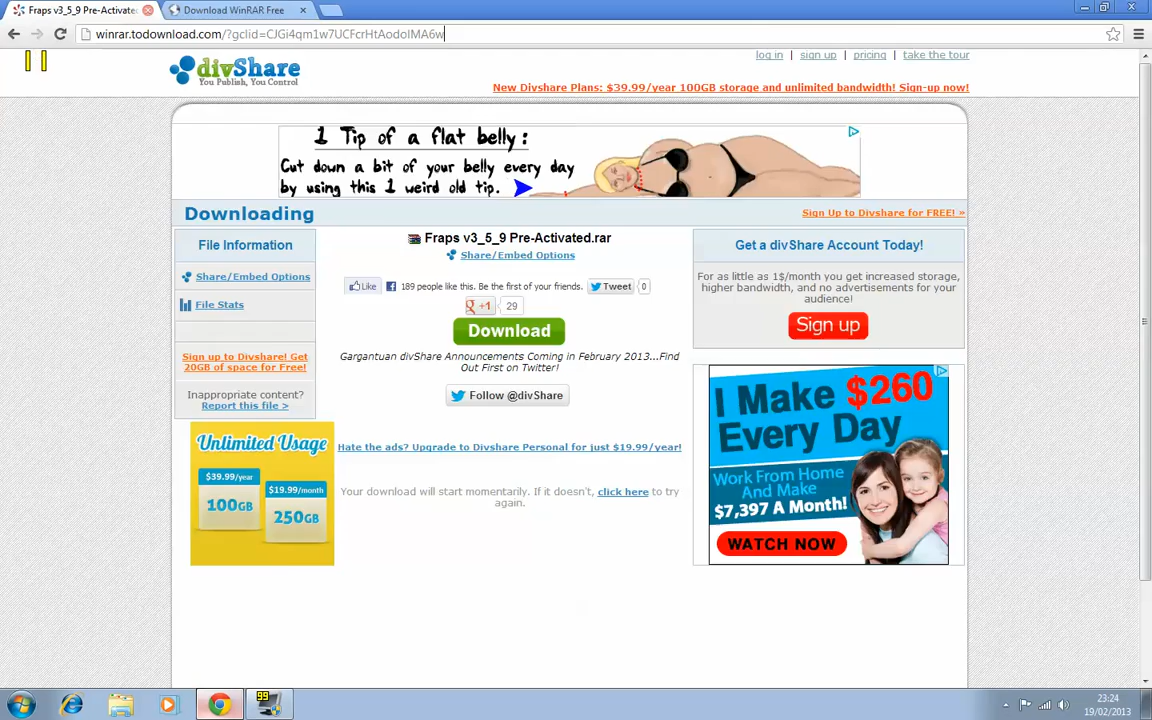 Fraps v3_5_9 Pre-Activated
Download WinRAR Free
winrar.todownload.com/?gclid=CJGi4qm1w7UCFcrHtAodolMA6w
divShare
You Publish, You Control
log in | sign up | pricing | take the tour
New Divshare Plans: $39.99/year 100GB storage and unlimited bandwidth! Sign-up now!
1 Tip of a flat belly :
Cut down a bit of your belly every day
by using this 1 weird old tip.
Downloading
Sign Up to Divshare for FREE! »
File Information
Share/Embed Options
File Stats
Sign up to Divshare! Get
20GB of space for Free!
Inappropriate content?
Report this file >
Unlimited Usage
$39.99/year
100GB
$19.99/month
250GB
Fraps v3_5_9 Pre-Activated.rar
Share/Embed Options
Like
189 people like this. Be the first of your friends.
Tweet
0
+1
29
Download
Gargantuan divShare Announcements Coming in February 2013...Find
Out First on Twitter!
Follow @divShare
Hate the ads? Upgrade to Divshare Personal for just $19.99/year!
Your download will start momentarily. If it doesn't, click here to try
again.
Get a divShare Account Today!
For as little as 1$/month you get increased storage,
higher bandwidth, and no advertisements for your
audience!
Sign up
I Make $260
Every Day
Work From Home
And Make
$7,397 A Month!
WATCH NOW
99
23:24
19/02/2013